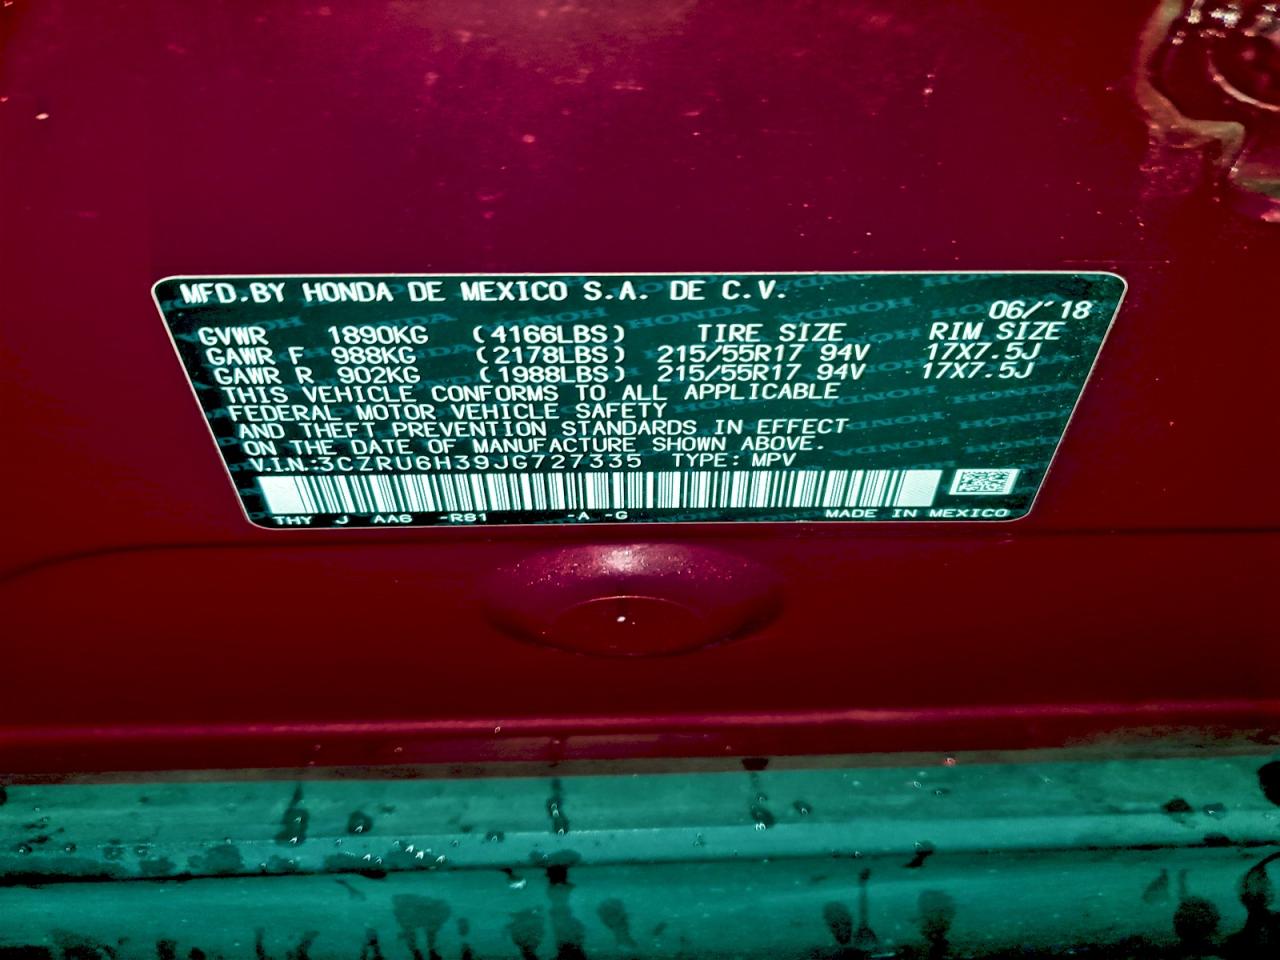 MFD.BY HONDA DE MEXICO S.A. DE C.V.
06/'18
GVWR 1890KG (4166LBS) TIRE SIZE RIM SIZE
GAWR F 988KG (2178LBS) 215/55R17 94V 17X7.5J
GAWR R 902KG (1988LBS) 215/55R17 94V 17X7.5J
THIS VEHICLE CONFORMS TO ALL APPLICABLE
FEDERAL MOTOR VEHICLE SAFETY
AND THEFT PREVENTION STANDARDS IN EFFECT
ON THE DATE OF MANUFACTURE SHOWN ABOVE.
V.I.N.:3CZRU6H39JG727335 TYPE: MPV
THY J AA6 -R81 -A -G MADE IN MEXICO